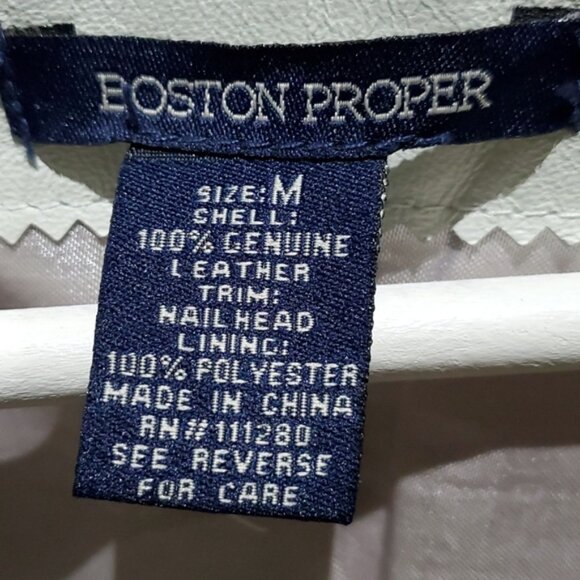 BOSTON PROPER
SIZE: M
SHELL:
100% GENUINE
LEATHER
TRIM:
NAILHEAD
LINING:
100% POLYESTER
MADE IN CHINA
RN# 111280
SEE REVERSE
FOR CARE